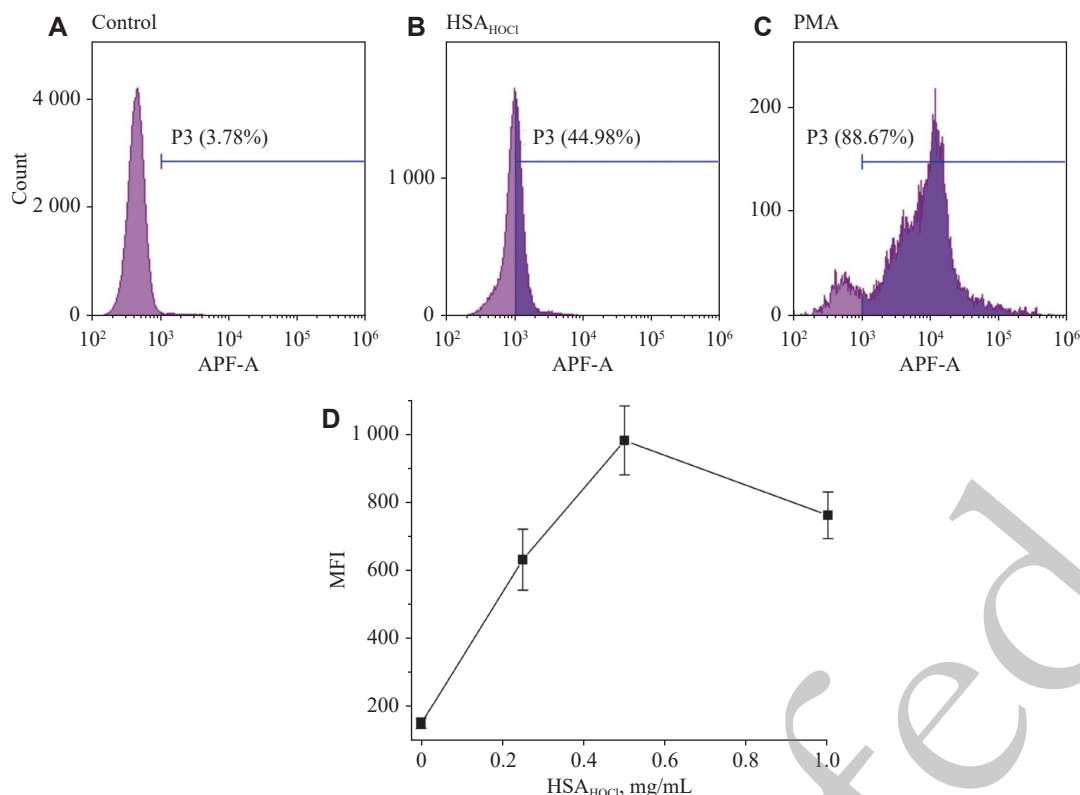 A Control
4 000
2 000
0
Count
P3 (3.78%)
10² 10³ 10⁴ 10⁵ 10⁶
APF-A
B HSA_HOCl
1 000
0
P3 (44.98%)
10² 10³ 10⁴ 10⁵ 10⁶
APF-A
C PMA
200
100
0
P3 (88.67%)
10² 10³ 10⁴ 10⁵ 10⁶
APF-A
D
1 000
800
600
400
200
MFI
0 0.2 0.4 0.6 0.8 1.0
HSA_HOCl, mg/mL
fed